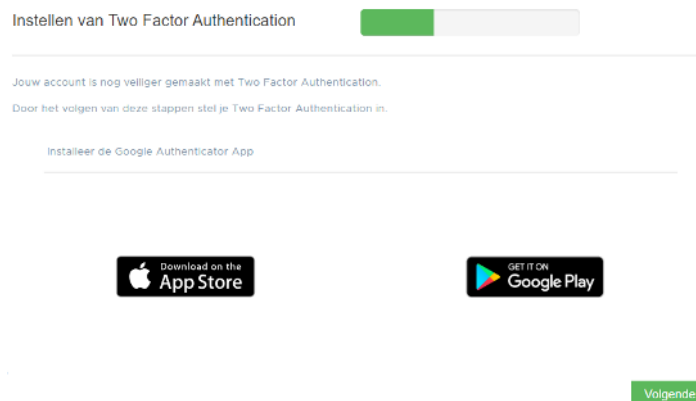 Instellen van Two Factor Authentication
Jouw account is nog veiliger gemaakt met Two Factor Authentication.
Door het volgen van deze stappen stel je Two Factor Authentication in.
Installeer de Google Authenticator App
Download on the
App Store
GET IT ON
Google Play
Volgende